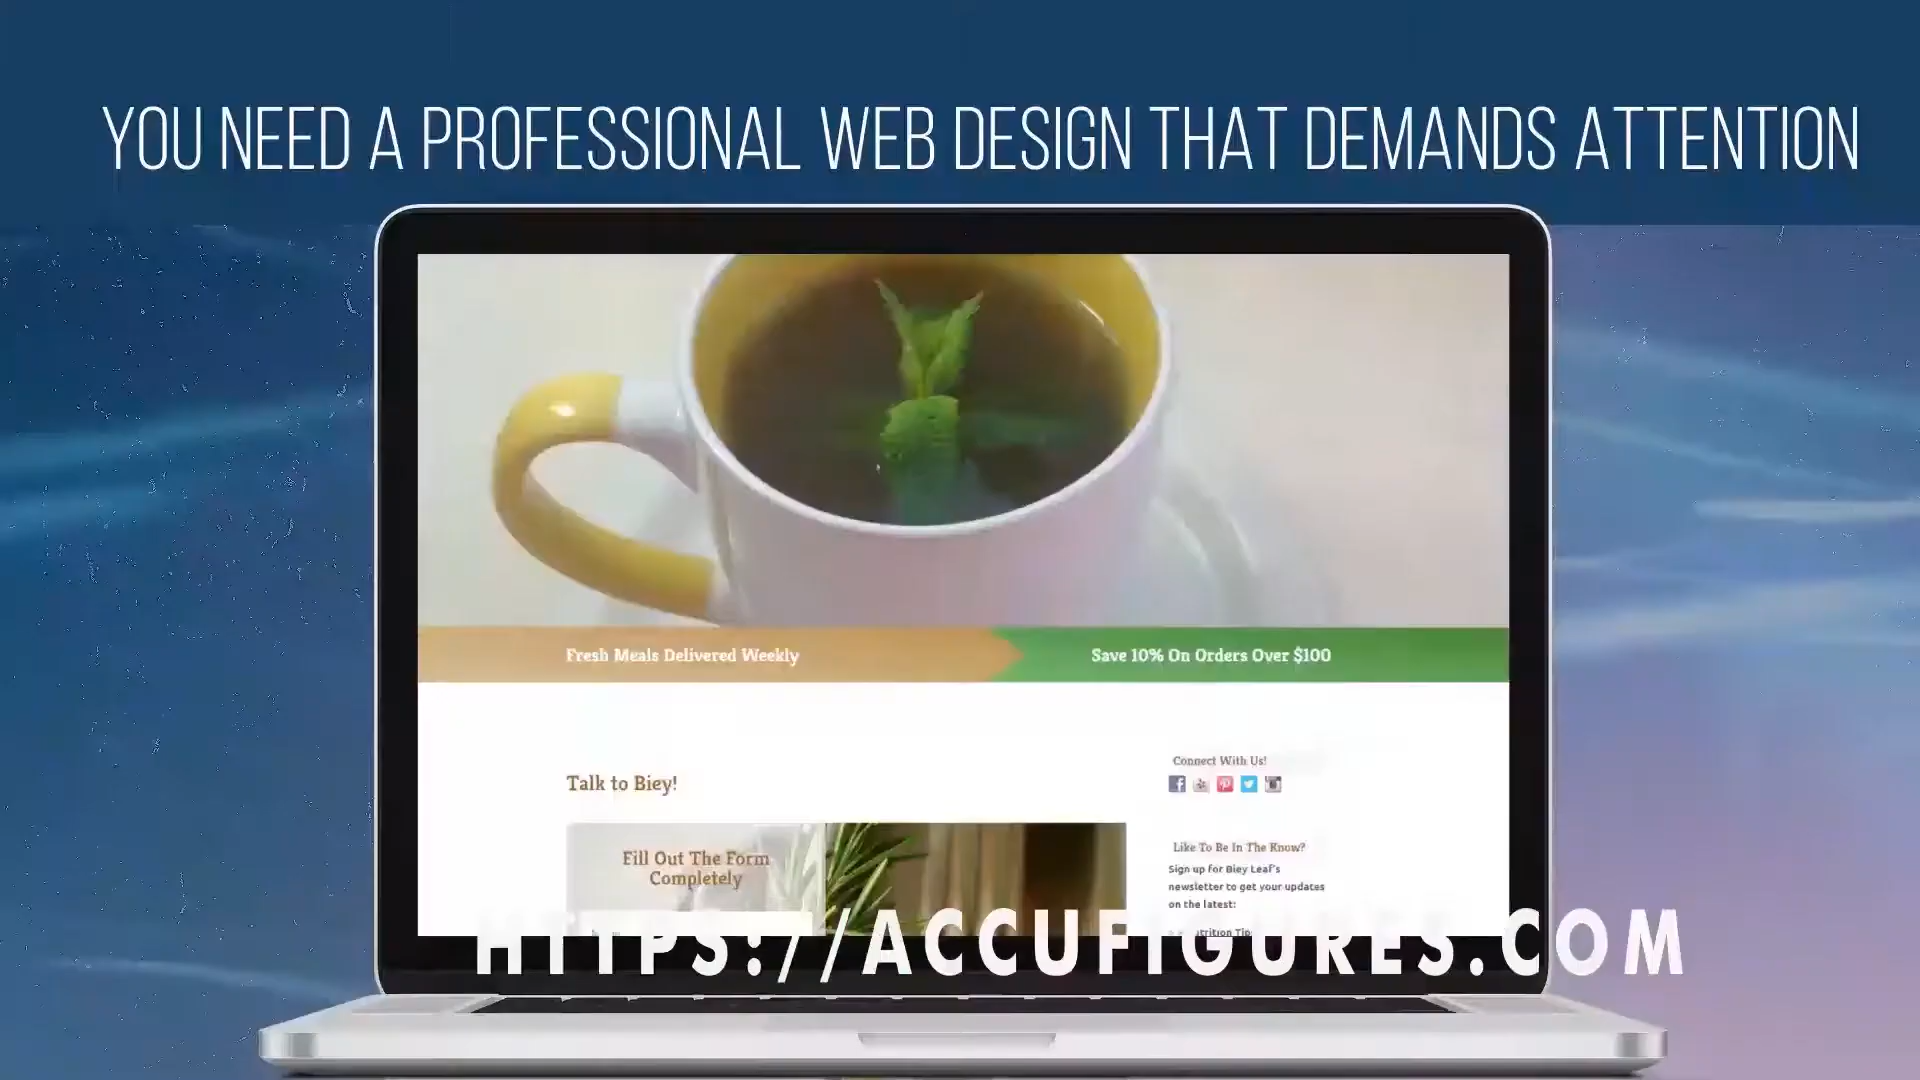 YOU NEED A PROFESSIONAL WEB DESIGN THAT DEMANDS ATTENTION
Fresh Meals Delivered Weekly
Save 10% On Orders Over $100
Connect With Us!
Talk to Biey!
Like To Be In The Know?
Fill Out The Form
Completely
Sign up for Biey Leaf's
newsletter to get your updates
on the latest:
HTTPS://ACCUFIGURES.COM